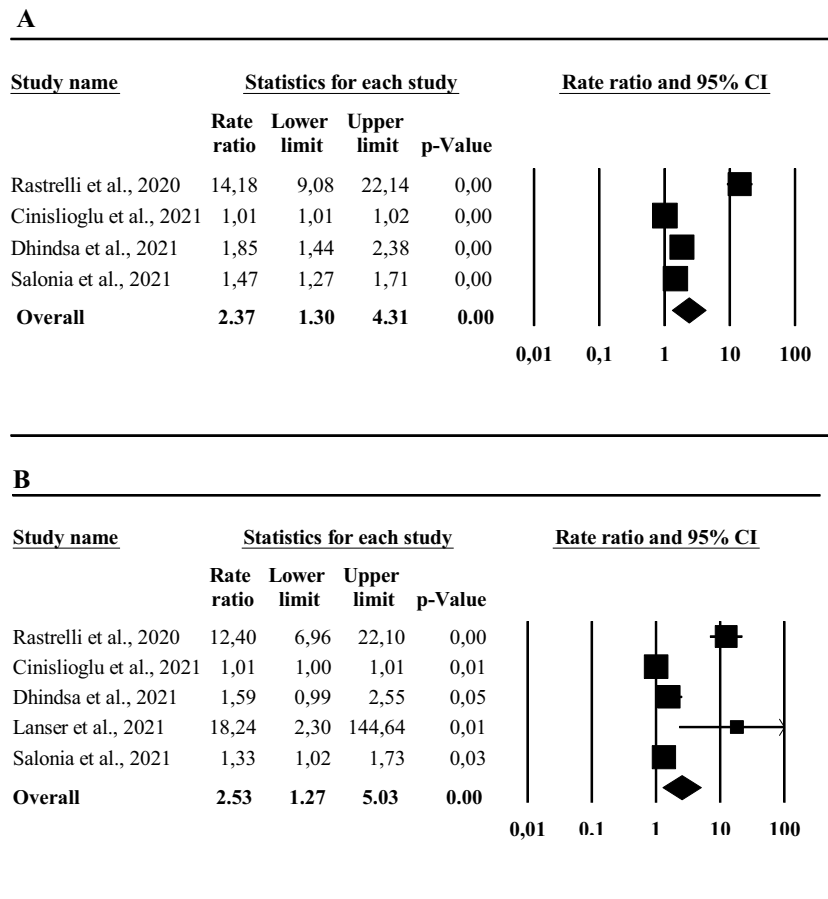 A
Study name Statistics for each study Rate ratio and 95% CI
Rate Lower Upper
ratio limit limit p-Value
Rastrelli et al., 2020 14,18 9,08 22,14 0,00
Cinislioglu et al., 2021 1,01 1,01 1,02 0,00
Dhindsa et al., 2021 1,85 1,44 2,38 0,00
Salonia et al., 2021 1,47 1,27 1,71 0,00
Overall 2.37 1.30 4.31 0.00
0,01 0,1 1 10 100
B
Study name Statistics for each study Rate ratio and 95% CI
Rate Lower Upper
ratio limit limit p-Value
Rastrelli et al., 2020 12,40 6,96 22,10 0,00
Cinislioglu et al., 2021 1,01 1,00 1,01 0,01
Dhindsa et al., 2021 1,59 0,99 2,55 0,05
Lanser et al., 2021 18,24 2,30 144,64 0,01
Salonia et al., 2021 1,33 1,02 1,73 0,03
Overall 2.53 1.27 5.03 0.00
0,01 0,1 1 10 100